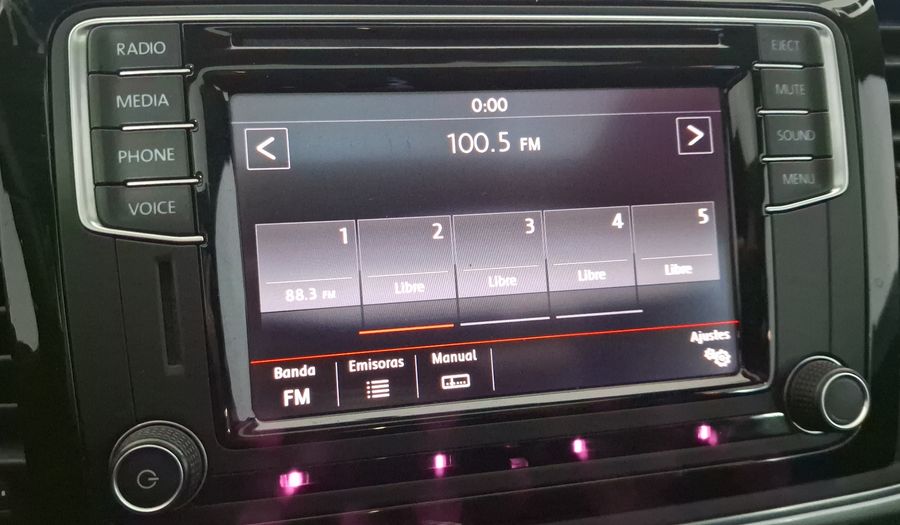 RADIO
MEDIA
PHONE
VOICE
EJECT
MUTE
SOUND
MENU
0:00
<
100.5 FM
>
1
88.3 FM
2
Libre
3
Libre
4
Libre
5
Libre
Banda
FM
Emisoras
Manual
Ajustes